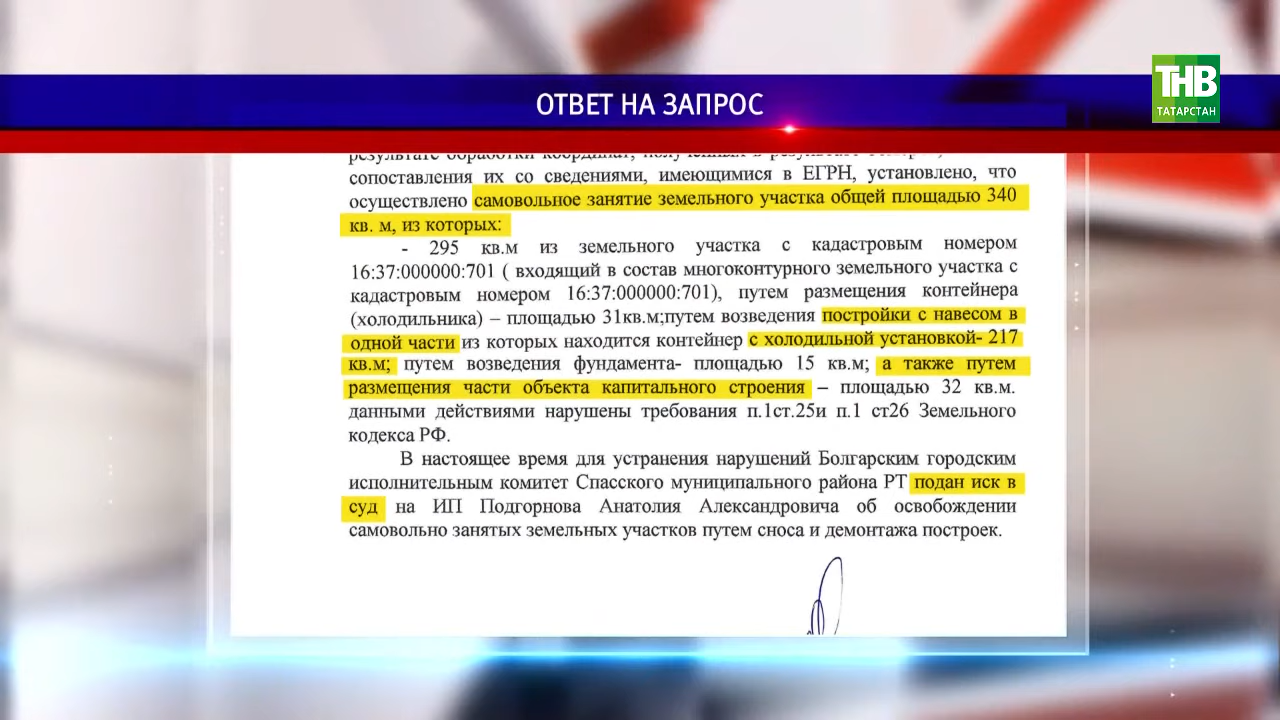 ОТВЕТ НА ЗАПРОС
ТНВ
ТАТАРСТАН
сопоставления их со сведениями, имеющимися в ЕГРН, установлено, что
осуществлено самовольное занятие земельного участка общей площадью 340
кв. м, из которых:
- 295 кв.м из земельного участка с кадастровым номером
16:37:000000:701 ( входящий в состав многоконтурного земельного участка с
кадастровым номером 16:37:000000:701), путем размещения контейнера
(холодильника) – площадью 31кв.м;путем возведения постройки с навесом в
одной части из которых находится контейнер с холодильной установкой- 217
кв.м; путем возведения фундамента- площадью 15 кв.м; а также путем
размещения части объекта капитального строения – площадью 32 кв.м.
данными действиями нарушены требования п.1ст.25и п.1 ст26 Земельного
кодекса РФ.
В настоящее время для устранения нарушений Болгарским городским
исполнительным комитет Спасского муниципального района РТ подан иск в
суд на ИП Подгорнова Анатолия Александровича об освобождении
самовольно занятых земельных участков путем сноса и демонтажа построек.